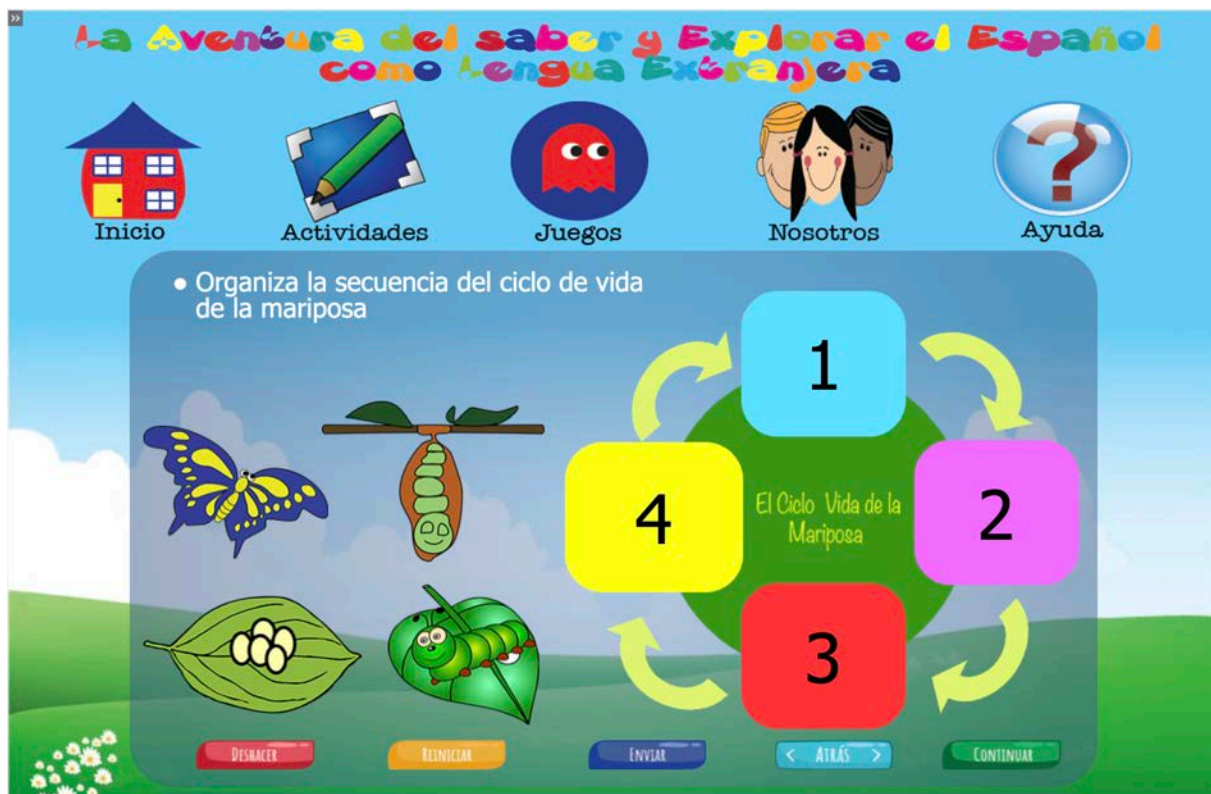 La Aventura del saber y Explorar el Español
como Lengua Extranjera
Inicio
Actividades
Juegos
Nosotros
Ayuda
• Organiza la secuencia del ciclo de vida
de la mariposa
1
2
3
4
El Ciclo Vida de la
Mariposa
DESHACER
REINICIAR
ENVIAR
< ATRÁS >
CONTINUAR